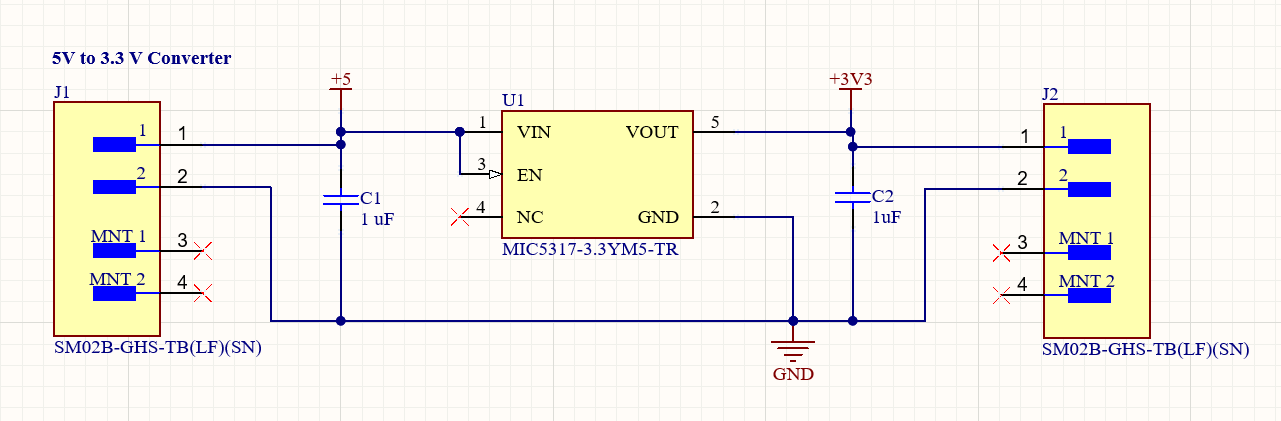 5V to 3.3 V Converter
J1
1 1
2 2
MNT 1 3
MNT 2 4
SM02B-GHS-TB(LF)(SN)
+5
C1
1 uF
U1
1 VIN VOUT 5
3 EN
4 NC GND 2
MIC5317-3.3YM5-TR
+3V3
C2
1uF
GND
J2
1 1
2 2
3 MNT 1
4 MNT 2
SM02B-GHS-TB(LF)(SN)